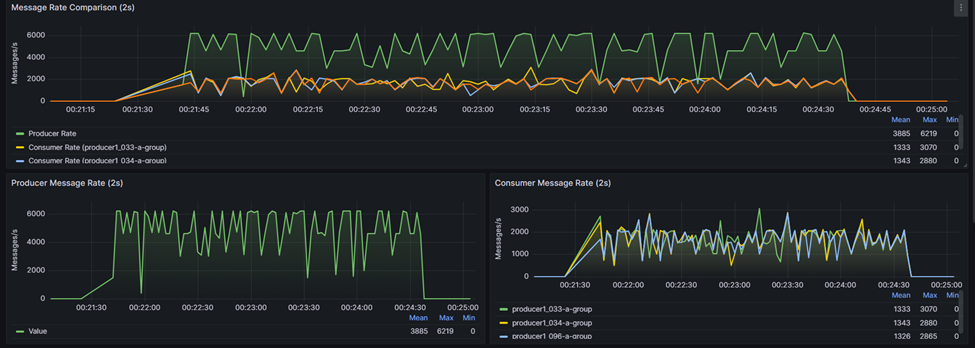 Message Rate Comparison (2s)
Messages/s
6000
4000
2000
0
00:21:15 00:21:30 00:21:45 00:22:00 00:22:15 00:22:30 00:22:45 00:23:00 00:23:15 00:23:30 00:23:45 00:24:00 00:24:15 00:24:30 00:24:45 00:25:00
Mean Max Min
Producer Rate 3885 6219 0
Consumer Rate (producer1_033-a-group) 1333 3070 0
Consumer Rate (producer1_034-a-group) 1343 2880 0
Producer Message Rate (2s)
Messages/s
6000
4000
2000
0
00:21:30 00:22:00 00:22:30 00:23:00 00:23:30 00:24:00 00:24:30 00:25:00
Mean Max Min
Value 3885 6219 0
Consumer Message Rate (2s)
Messages/s
3000
2000
1000
0
00:21:30 00:22:00 00:22:30 00:23:00 00:23:30 00:24:00 00:24:30 00:25:00
Mean Max Min
producer1_033-a-group 1333 3070 0
producer1_034-a-group 1343 2880 0
producer1_096-a-group 1326 2865 0